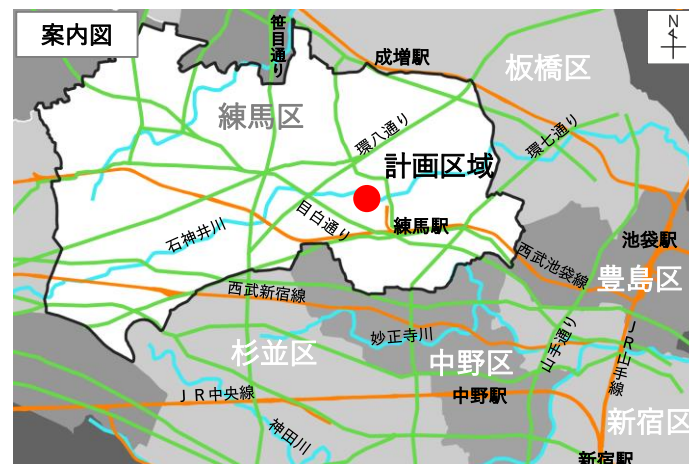 案内図
笹目通り
成増駅
N
板橋区
練馬区
環八通り
環七通り
計画区域
目白通り
石神井川
練馬駅
池袋駅
西武池袋線
豊島区
西武新宿線
妙正寺川
山手通り
JR山手線
杉並区
中野区
JR中央線
中野駅
神田川
新宿区
新宿駅